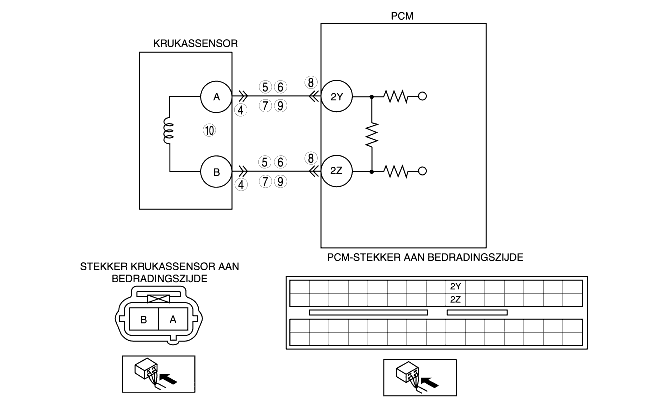 PCM
KRUKASSENSOR
5 6 8
A 2Y
4 7 9
10
5 6 8
B 2Z
4 7 9
STEKKER KRUKASSENSOR AAN
BEDRADINGSZIJDE
PCM-STEKKER AAN BEDRADINGSZIJDE
2Y
2Z
B A